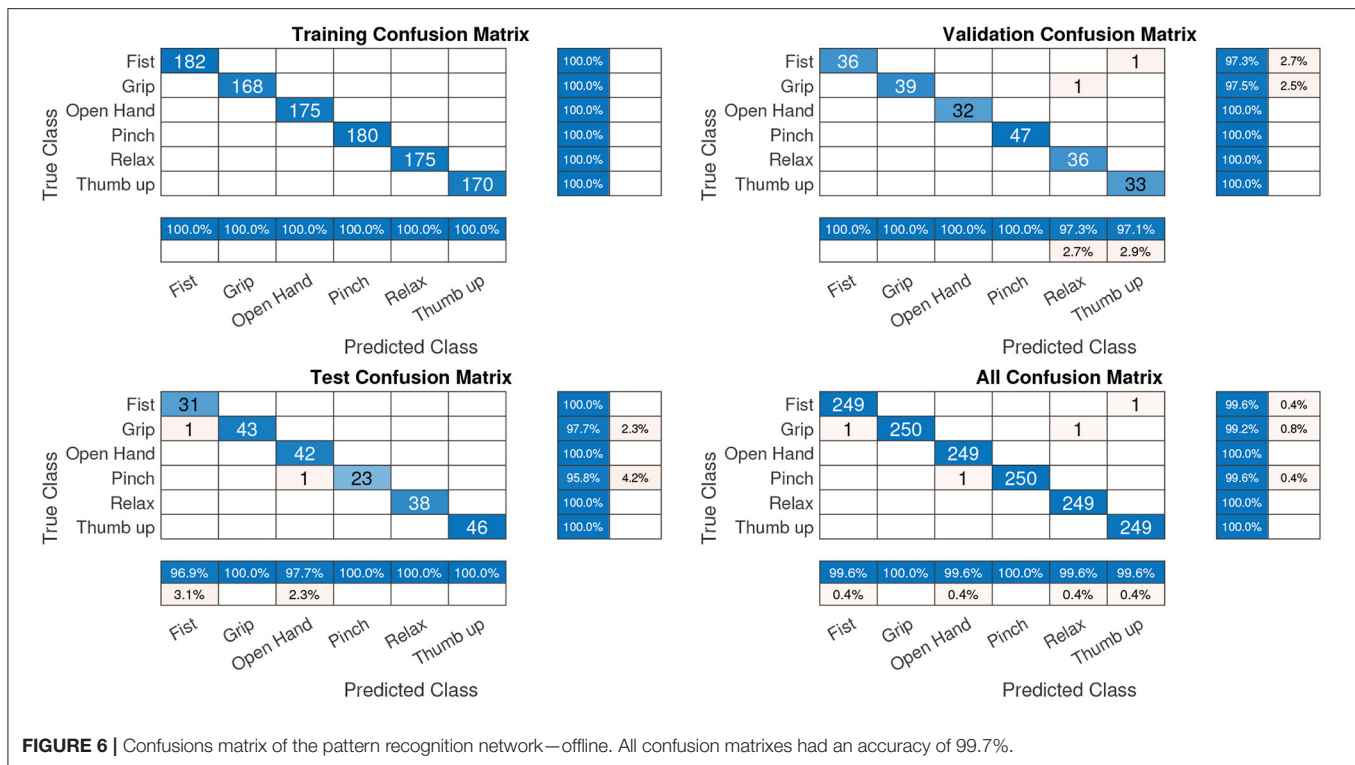 Training Confusion Matrix
True Class
Fist 182 100.0%
Grip 168 100.0%
Open Hand 175 100.0%
Pinch 180 100.0%
Relax 175 100.0%
Thumb up 170 100.0%
100.0% 100.0% 100.0% 100.0% 100.0% 100.0%
Fist Grip Open Hand Pinch Relax Thumb up
Predicted Class
Validation Confusion Matrix
True Class
Fist 36 1 97.3% 2.7%
Grip 39 1 97.5% 2.5%
Open Hand 32 100.0%
Pinch 47 100.0%
Relax 36 100.0%
Thumb up 33 100.0%
100.0% 100.0% 100.0% 100.0% 97.3% 97.1%
2.7% 2.9%
Fist Grip Open Hand Pinch Relax Thumb up
Predicted Class
Test Confusion Matrix
True Class
Fist 31 100.0%
Grip 1 43 97.7% 2.3%
Open Hand 42 100.0%
Pinch 1 23 95.8% 4.2%
Relax 38 100.0%
Thumb up 46 100.0%
96.9% 100.0% 97.7% 100.0% 100.0% 100.0%
3.1% 2.3%
Fist Grip Open Hand Pinch Relax Thumb up
Predicted Class
All Confusion Matrix
True Class
Fist 249 1 99.6% 0.4%
Grip 1 250 1 99.2% 0.8%
Open Hand 249 100.0%
Pinch 1 250 99.6% 0.4%
Relax 249 100.0%
Thumb up 249 100.0%
99.6% 100.0% 99.6% 100.0% 99.6% 99.6%
0.4% 0.4% 0.4% 0.4%
Fist Grip Open Hand Pinch Relax Thumb up
Predicted Class
FIGURE 6 | Confusions matrix of the pattern recognition network—offline. All confusion matrixes had an accuracy of 99.7%.